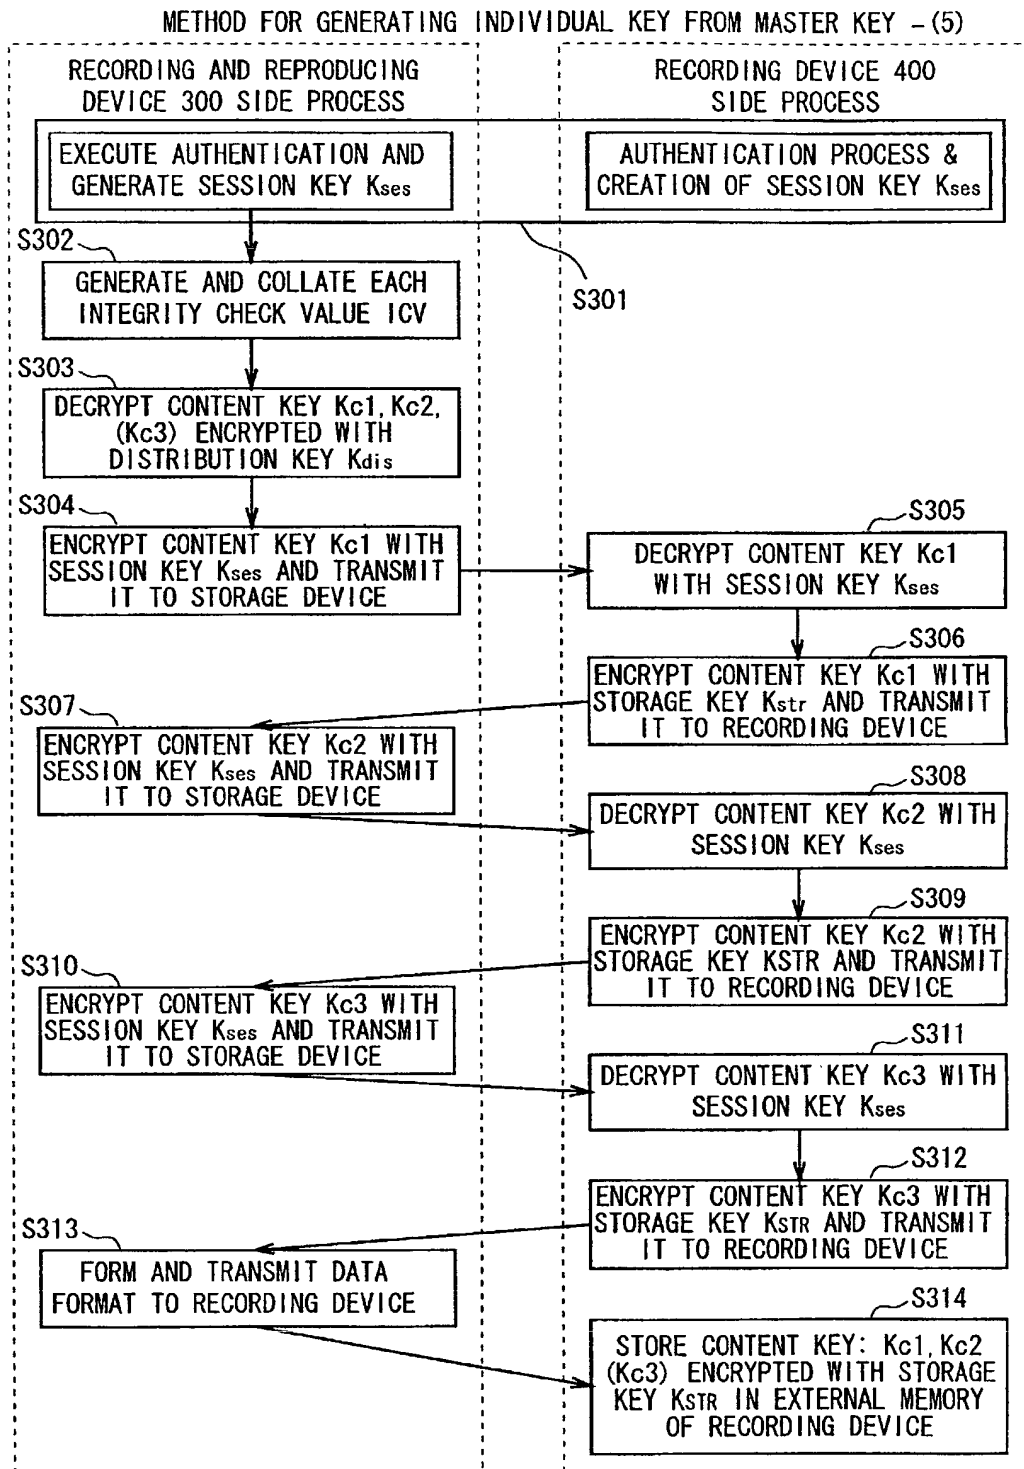 METHOD FOR GENERATING INDIVIDUAL KEY FROM MASTER KEY - (5)
RECORDING AND REPRODUCING
DEVICE 300 SIDE PROCESS
RECORDING DEVICE 400
SIDE PROCESS
EXECUTE AUTHENTICATION AND
GENERATE SESSION KEY Kses
AUTHENTICATION PROCESS &
CREATION OF SESSION KEY Kses
S301
S302
GENERATE AND COLLATE EACH
INTEGRITY CHECK VALUE ICV
S303
DECRYPT CONTENT KEY Kc1, Kc2,
(Kc3) ENCRYPTED WITH
DISTRIBUTION KEY Kdis
S304
ENCRYPT CONTENT KEY Kc1 WITH
SESSION KEY Kses AND TRANSMIT
IT TO STORAGE DEVICE
S305
DECRYPT CONTENT KEY Kc1
WITH SESSION KEY Kses
S306
ENCRYPT CONTENT KEY Kc1 WITH
STORAGE KEY Kstr AND TRANSMIT
IT TO RECORDING DEVICE
S307
ENCRYPT CONTENT KEY Kc2 WITH
SESSION KEY Kses AND TRANSMIT
IT TO STORAGE DEVICE
S308
DECRYPT CONTENT KEY Kc2 WITH
SESSION KEY Kses
S309
ENCRYPT CONTENT KEY Kc2 WITH
STORAGE KEY KSTR AND TRANSMIT
IT TO RECORDING DEVICE
S310
ENCRYPT CONTENT KEY Kc3 WITH
SESSION KEY Kses AND TRANSMIT
IT TO STORAGE DEVICE
S311
DECRYPT CONTENT KEY Kc3 WITH
SESSION KEY Kses
S312
ENCRYPT CONTENT KEY Kc3 WITH
STORAGE KEY KSTR AND TRANSMIT
IT TO RECORDING DEVICE
S313
FORM AND TRANSMIT DATA
FORMAT TO RECORDING DEVICE
S314
STORE CONTENT KEY: Kc1, Kc2
(Kc3) ENCRYPTED WITH STORAGE
KEY KSTR IN EXTERNAL MEMORY
OF RECORDING DEVICE